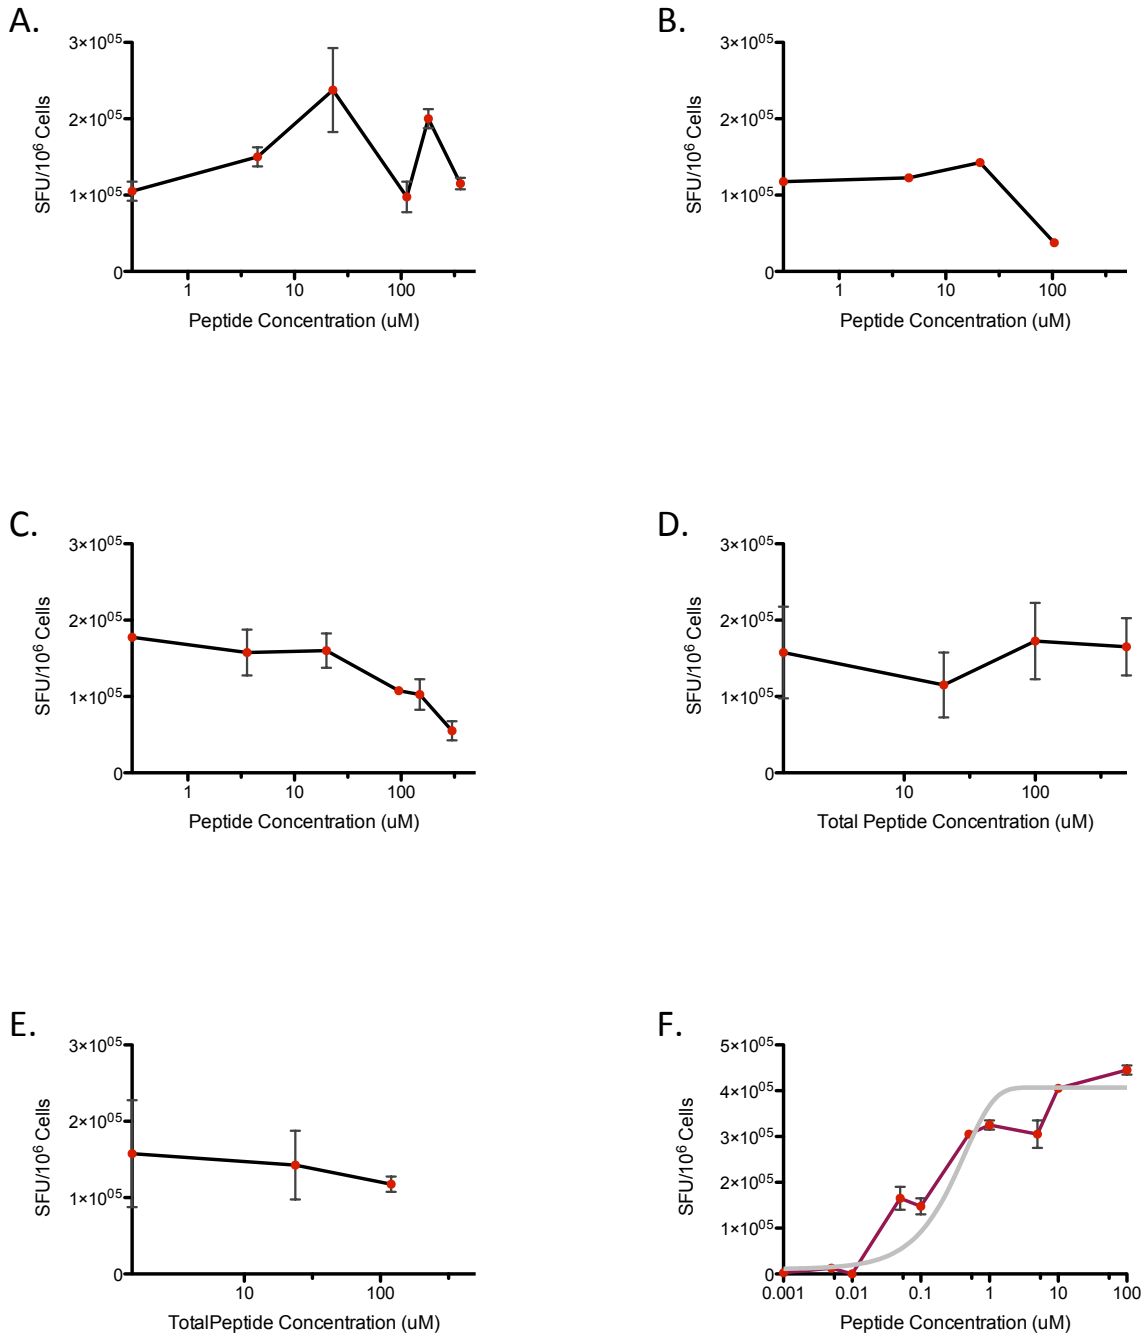 A.
3×10⁰⁵
2×10⁰⁵
1×10⁰⁵
0
SFU/10⁶ Cells
1 10 100
Peptide Concentration (uM)
B.
3×10⁰⁵
2×10⁰⁵
1×10⁰⁵
0
SFU/10⁶ Cells
1 10 100
Peptide Concentration (uM)
C.
3×10⁰⁵
2×10⁰⁵
1×10⁰⁵
0
SFU/10⁶ Cells
1 10 100
Peptide Concentration (uM)
D.
3×10⁰⁵
2×10⁰⁵
1×10⁰⁵
0
SFU/10⁶ Cells
10 100
Total Peptide Concentration (uM)
E.
3×10⁰⁵
2×10⁰⁵
1×10⁰⁵
0
SFU/10⁶ Cells
10 100
TotalPeptide Concentration (uM)
F.
5×10⁰⁵
4×10⁰⁵
3×10⁰⁵
2×10⁰⁵
1×10⁰⁵
0
SFU/10⁶ Cells
0.001 0.01 0.1 1 10 100
Peptide Concentration (uM)